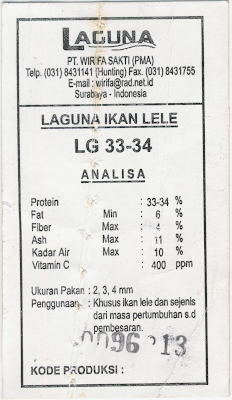 LAGUNA
PT. WIRIFA SAKTI (PMA)
Telp. (031) 8431141 (Hunting) Fax. (031) 8431755
E-mail : wirifa@rad.net.id
Surabaya - Indonesia
LAGUNA IKAN LELE
LG 33-34
ANALISA
Protein : 33-34 %
Fat Min : 6 %
Fiber Max : 4 %
Ash Max : 11 %
Kadar Air Max : 10 %
Vitamin C : 400 ppm
Ukuran Pakan : 2, 3, 4 mm
Penggunaan : Khusus ikan lele dan sejenis
dari masa pertumbuhan s.d
pembesaran.
0096 213
KODE PRODUKSI :